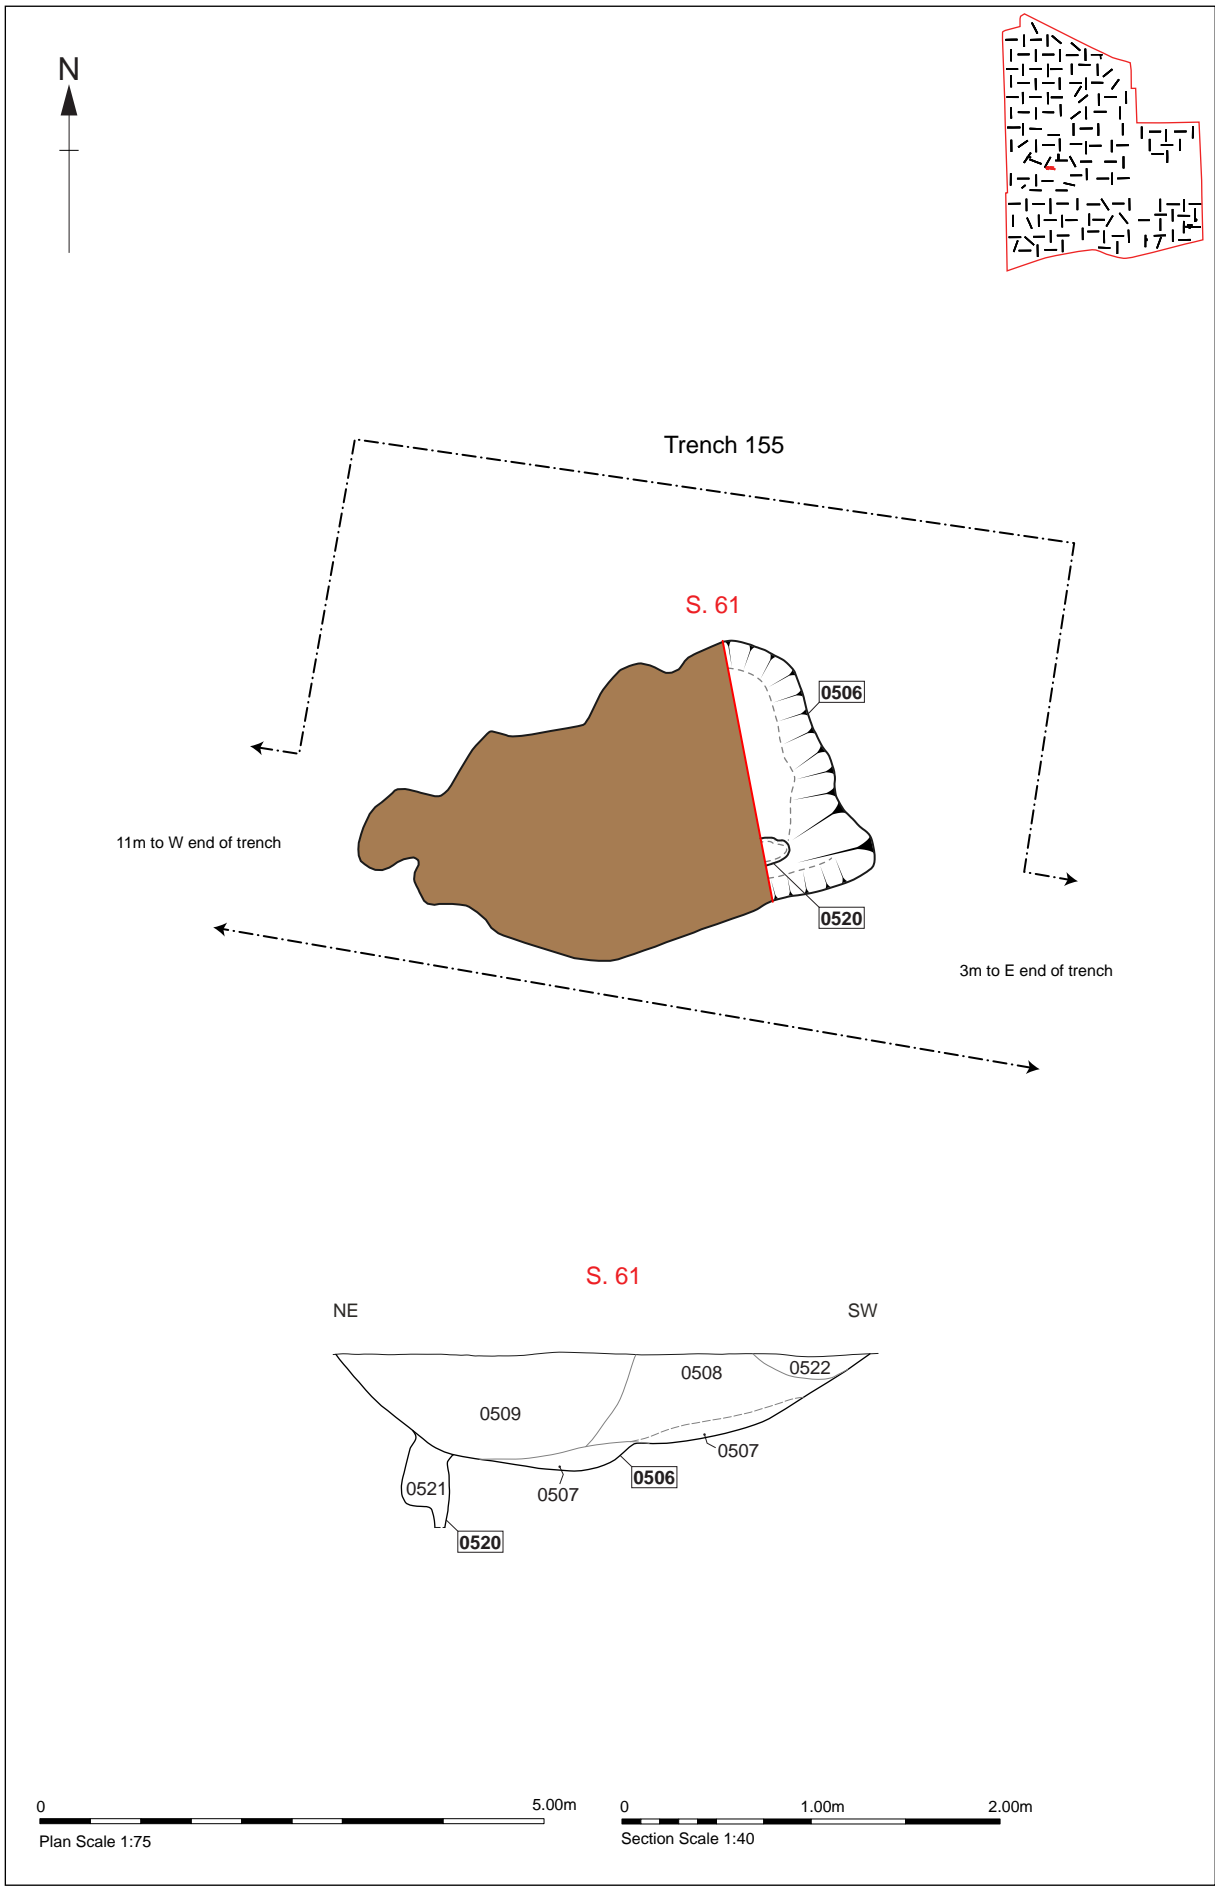 N
Trench 155
S. 61
0506
11m to W end of trench
0520
3m to E end of trench
S. 61
NE SW
0522
0508
0509
0507
0506
0521
0507
0520
0 5.00m
Plan Scale 1:75
0 1.00m 2.00m
Section Scale 1:40